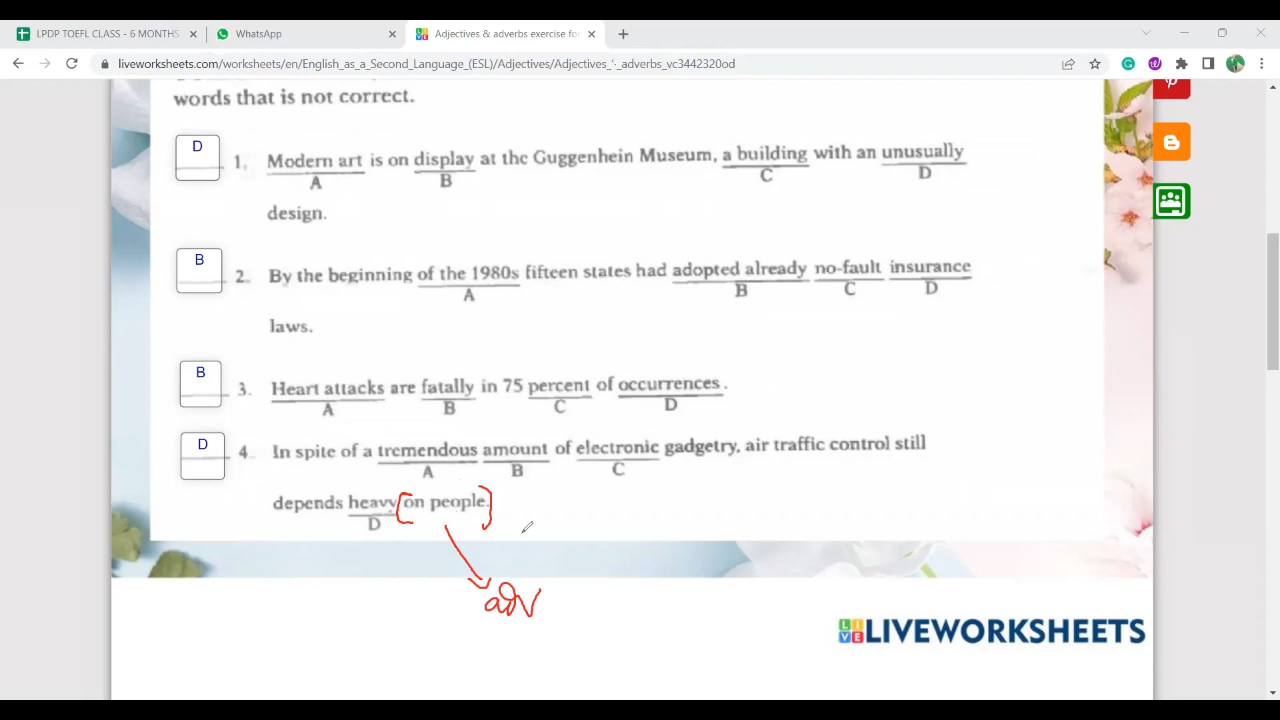 LPDP TOEFL CLASS - 6 MONTHS
WhatsApp
Adjectives & adverbs exercise for
liveworksheets.com/worksheets/en/English_as_a_Second_Language_(ESL)/Adjectives/Adjectives_'-_adverbs_vc3442320od
words that is not correct.
D 1. Modern art is on display at the Guggenhein Museum, a building with an unusually
A B C D
design.
B 2. By the beginning of the 1980s fifteen states had adopted already no-fault insurance
A B C D
laws.
B 3. Heart attacks are fatally in 75 percent of occurrences.
A B C D
D 4. In spite of a tremendous amount of electronic gadgetry, air traffic control still
A B C
depends heavy (on people.)
D
adv
LIVE LIVEWORKSHEETS